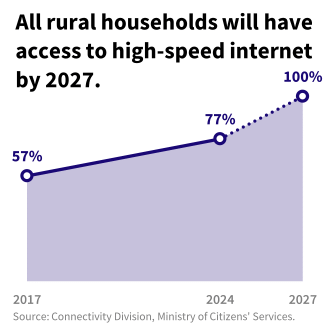 All rural households will have
access to high-speed internet
by 2027.
100%
77%
57%
2017 2024 2027
Source: Connectivity Division, Ministry of Citizens' Services.